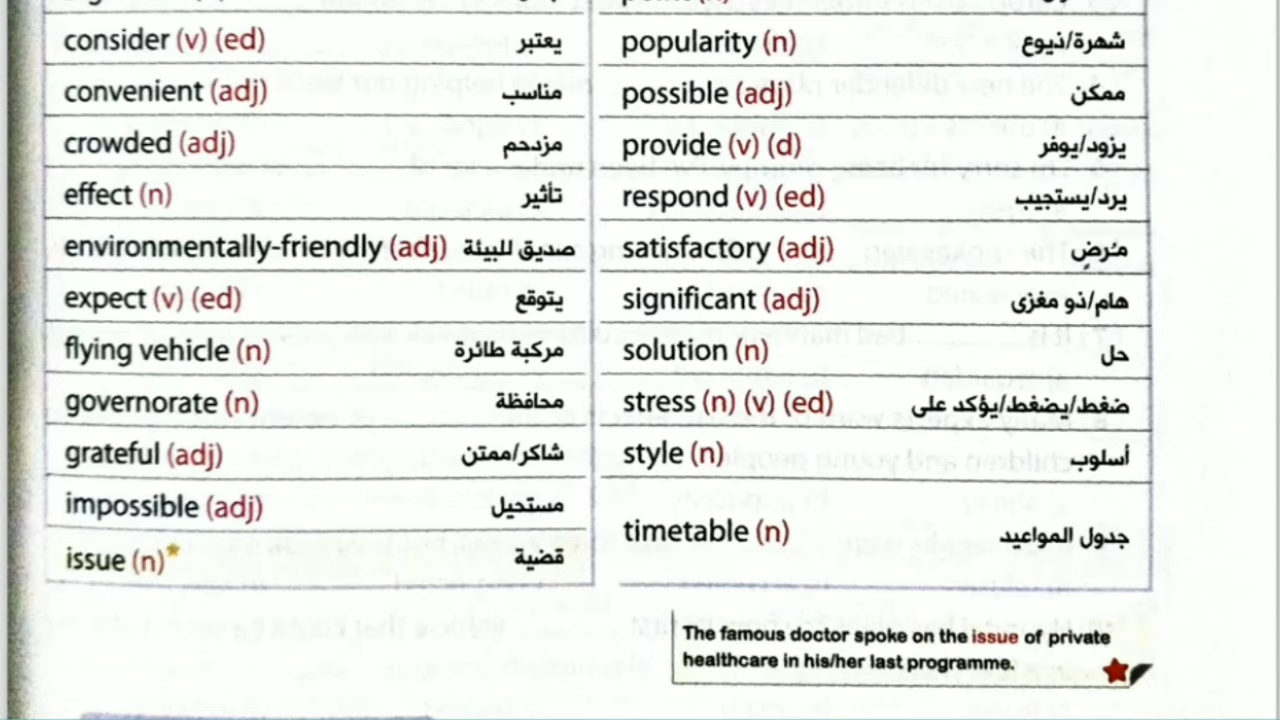 consider (v) (ed) يعتبر
convenient (adj) مناسب
crowded (adj) مزدحم
effect (n) تأثير
environmentally-friendly (adj) صديق للبيئة
expect (v) (ed) يتوقع
flying vehicle (n) مركبة طائرة
governorate (n) محافظة
grateful (adj) شاكر/ممتن
impossible (adj) مستحيل
issue (n)* قضية
popularity (n) شهرة/ذيوع
possible (adj) ممكن
provide (v) (d) يزود/يوفر
respond (v) (ed) يرد/يستجيب
satisfactory (adj) مُرضٍ
significant (adj) هام/ذو مغزى
solution (n) حل
stress (n) (v) (ed) ضغط/يضغط/يؤكد على
style (n) أسلوب
timetable (n) جدول المواعيد
The famous doctor spoke on the issue of private
healthcare in his/her last programme.